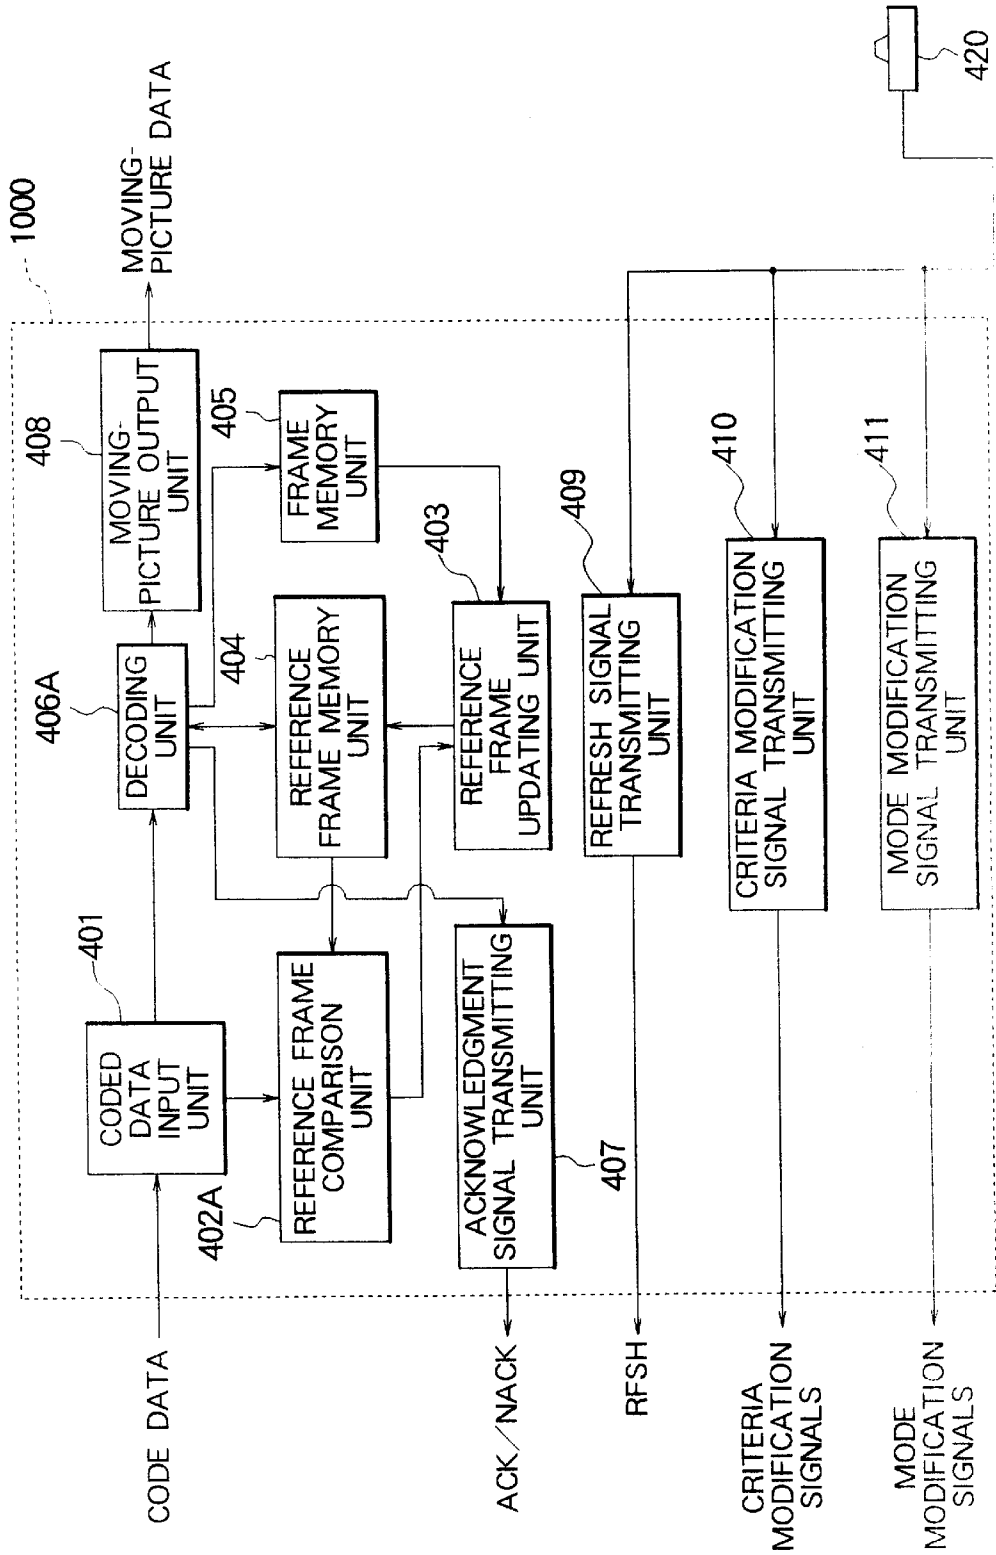 1000
CODE DATA
401
CODED
DATA
INPUT
UNIT
406A
DECODING
UNIT
408
MOVING-
PICTURE OUTPUT
UNIT
MOVING-
PICTURE DATA
402A
REFERENCE FRAME
COMPARISON
UNIT
404
REFERENCE
FRAME MEMORY
UNIT
405
FRAME
MEMORY
UNIT
403
REFERENCE
FRAME
UPDATING UNIT
ACK/NACK
ACKNOWLEDGMENT
SIGNAL TRANSMITTING
UNIT
407
RFSH
409
REFRESH SIGNAL
TRANSMITTING
UNIT
CRITERIA
MODIFICATION
SIGNALS
410
CRITERIA MODIFICATION
SIGNAL TRANSMITTING
UNIT
MODE
MODIFICATION
SIGNALS
411
MODE MODIFICATION
SIGNAL TRANSMITTING
UNIT
420